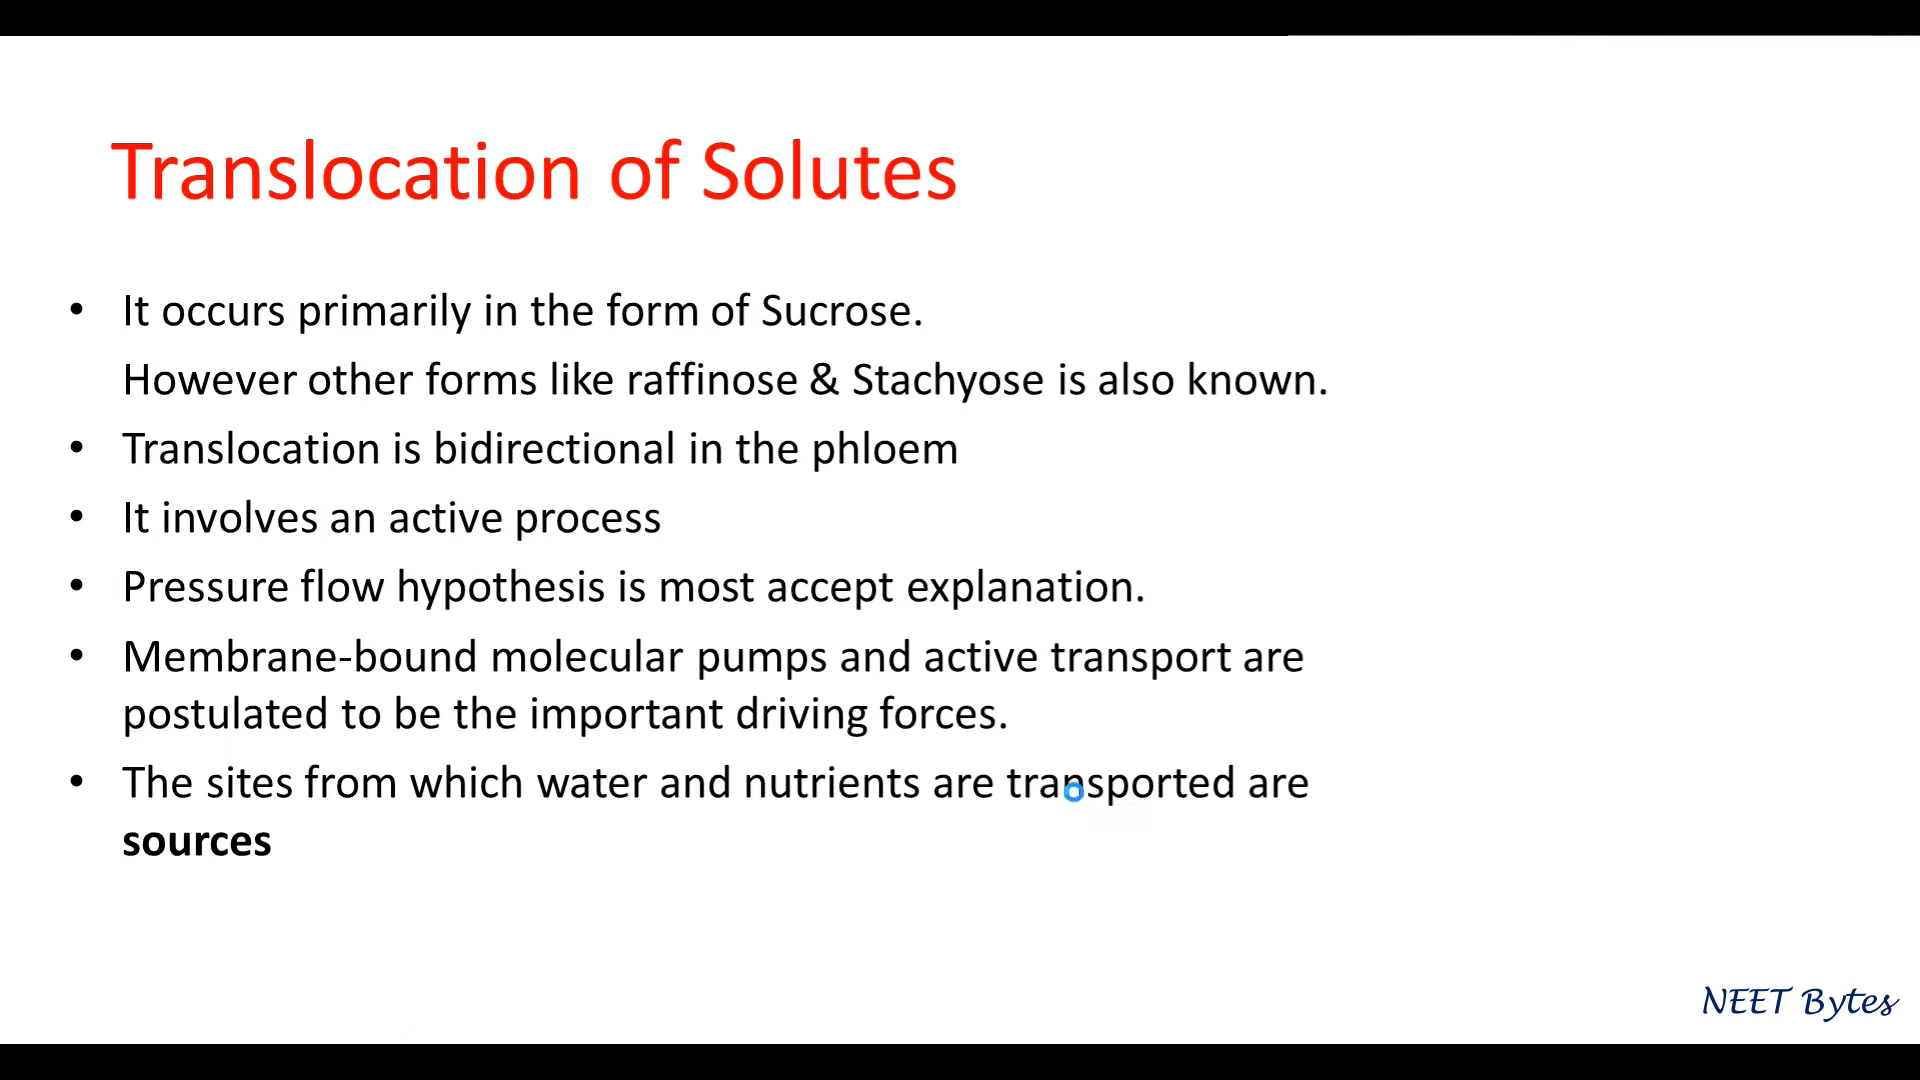 Translocation of Solutes
• It occurs primarily in the form of Sucrose.
However other forms like raffinose & Stachyose is also known.
• Translocation is bidirectional in the phloem
• It involves an active process
• Pressure flow hypothesis is most accept explanation.
• Membrane-bound molecular pumps and active transport are
postulated to be the important driving forces.
• The sites from which water and nutrients are transported are
sources
NEET Bytes